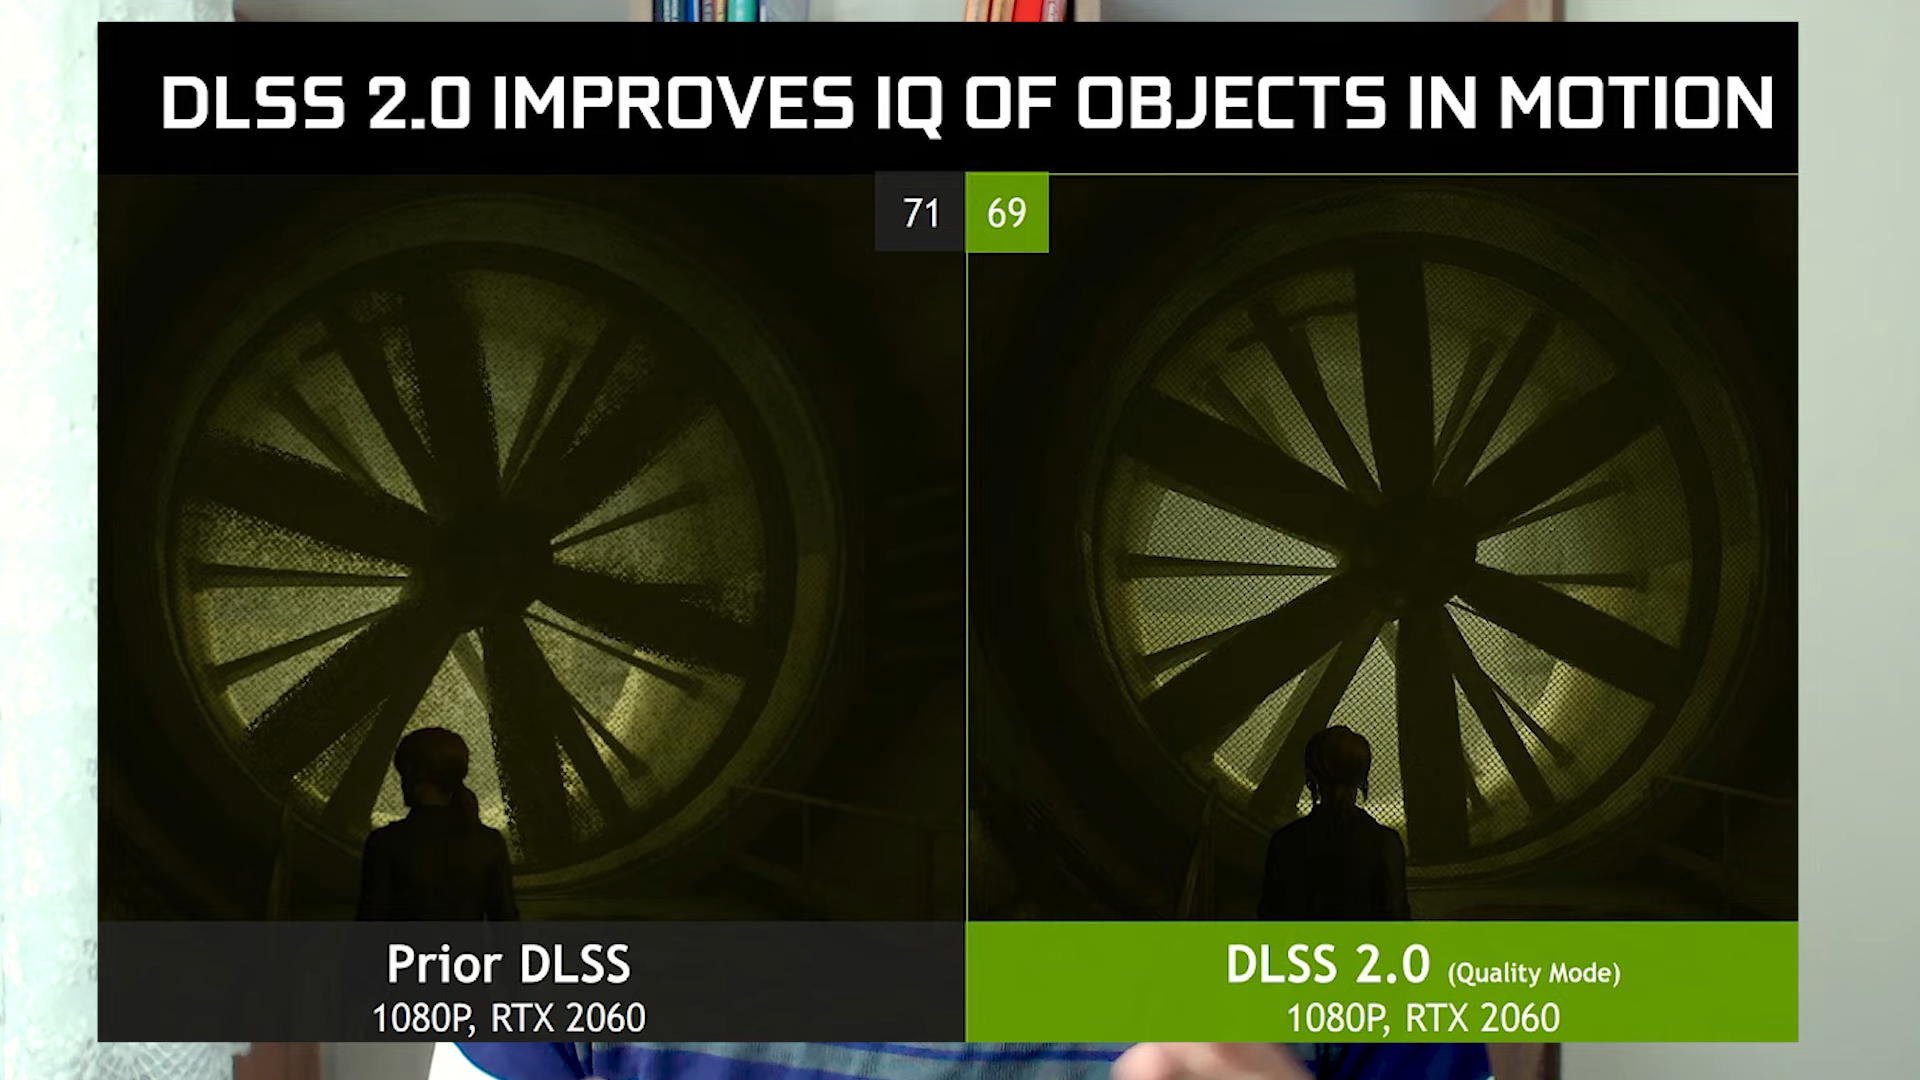 DLSS 2.0 IMPROVES IQ OF OBJECTS IN MOTION
71 69
Prior DLSS
1080P, RTX 2060
DLSS 2.0 (Quality Mode)
1080P, RTX 2060